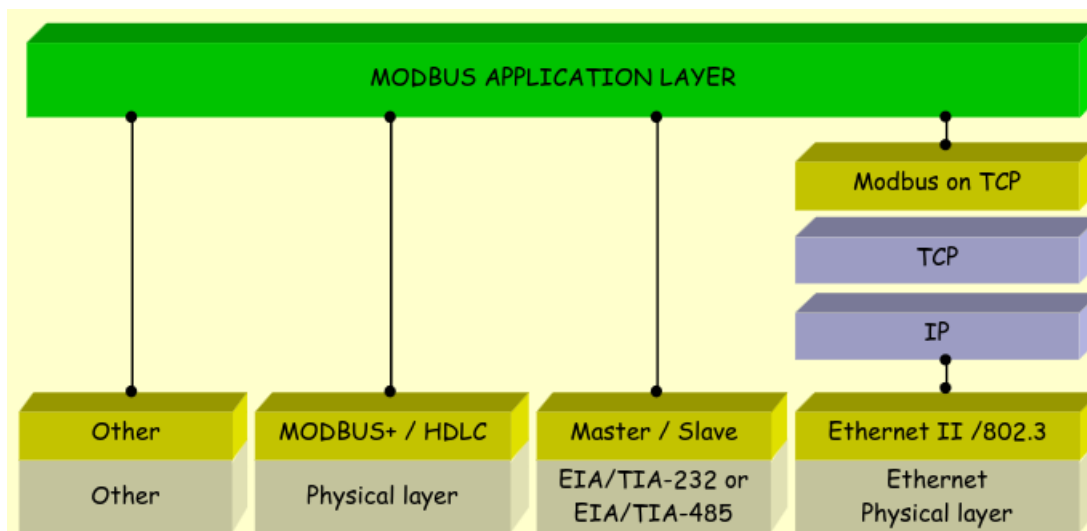 MODBUS APPLICATION LAYER
Modbus on TCP
TCP
IP
Other
MODBUS+ / HDLC
Master / Slave
Ethernet II /802.3
Other
Physical layer
EIA/TIA-232 or
EIA/TIA-485
Ethernet
Physical layer